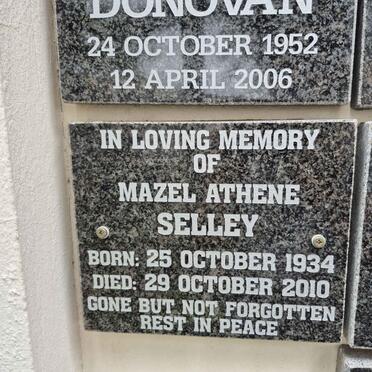 DONOVAN
24 OCTOBER 1952
12 APRIL 2006
IN LOVING MEMORY
OF
MAZEL ATHENE
SELLEY
BORN: 25 OCTOBER 1934
DIED: 29 OCTOBER 2010
GONE BUT NOT FORGOTTEN
REST IN PEACE